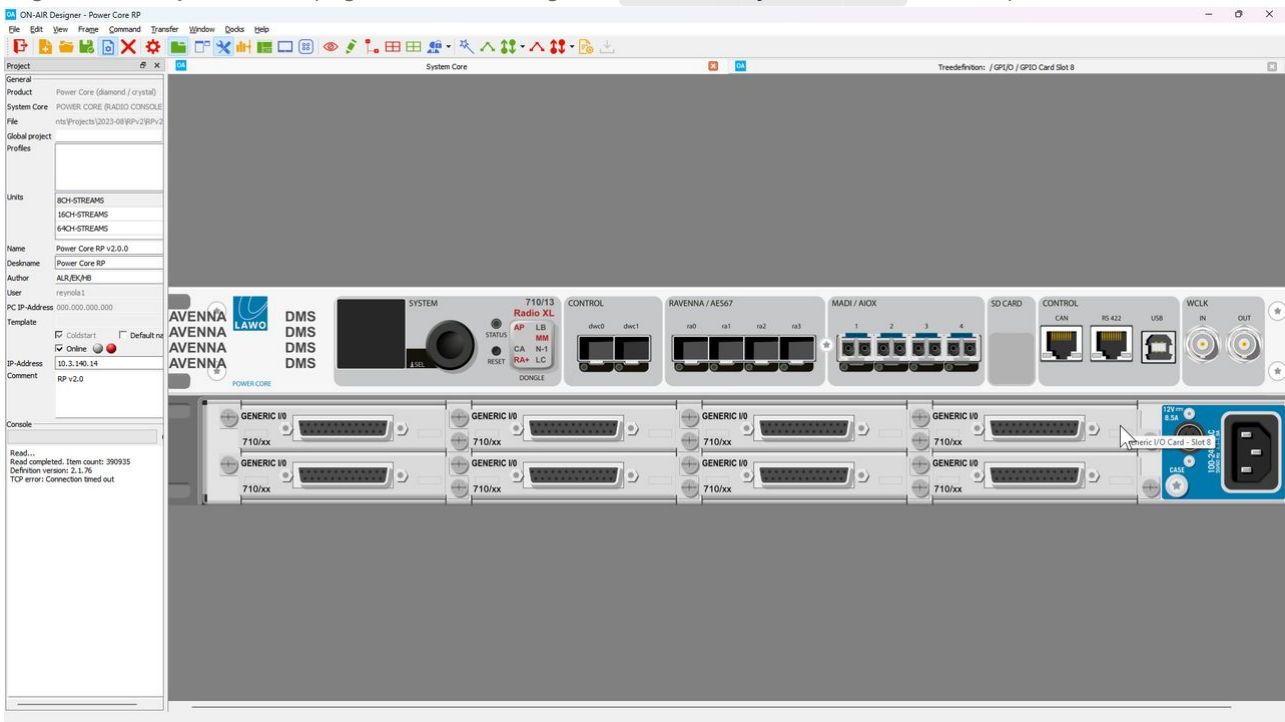 ON-AIR Designer - Power Core RP
File Edit View Frame Command Transfer Window Docks Help
Project
System Core
Treedefinition: / GPI/O / GPIO Card Slot 8
General
Product Power Core (diamond / crystal)
System Core POWER CORE (RADIO CONSOLE
File nts\Projects\2023-08\RPv2\RPv2
Global project
Profiles
Units
8CH-STREAMS
16CH-STREAMS
64CH-STREAMS
Name Power Core RP v2.0.0
Deskname Power Core RP
Author ALR/EK/HB
User reynola1
PC IP-Address 000.000.000.000
Template
Coldstart Default na
Online
IP-Address 10.3.140.14
Comment RP v2.0
Console
Read...
Read completed. Item count: 390935
Definition version: 2.1.76
TCP error: Connection timed out
AVENNA DMS
AVENNA DMS
AVENNA DMS
AVENNA DMS
LAWO
POWER CORE
SYSTEM
SEL
STATUS
RESET
710/13
Radio XL
AP LB
MM
CA N-1
RA+ LC
DONGLE
CONTROL
dwc0 dwc1
RAVENNA / AES67
ra0 ra1 ra2 ra3
MADI / AIOX
1 2 3 4
SD CARD
CONTROL
CAN RS 422 USB
WCLK
IN OUT
GENERIC I/0 GENERIC I/0 GENERIC I/0 GENERIC I/0
710/xx 710/xx 710/xx 710/xx
GENERIC I/0 GENERIC I/0 GENERIC I/0 GENERIC I/0
710/xx 710/xx 710/xx 710/xx
12V
8.5A
eneric I/O Card - Slot 8
CASE